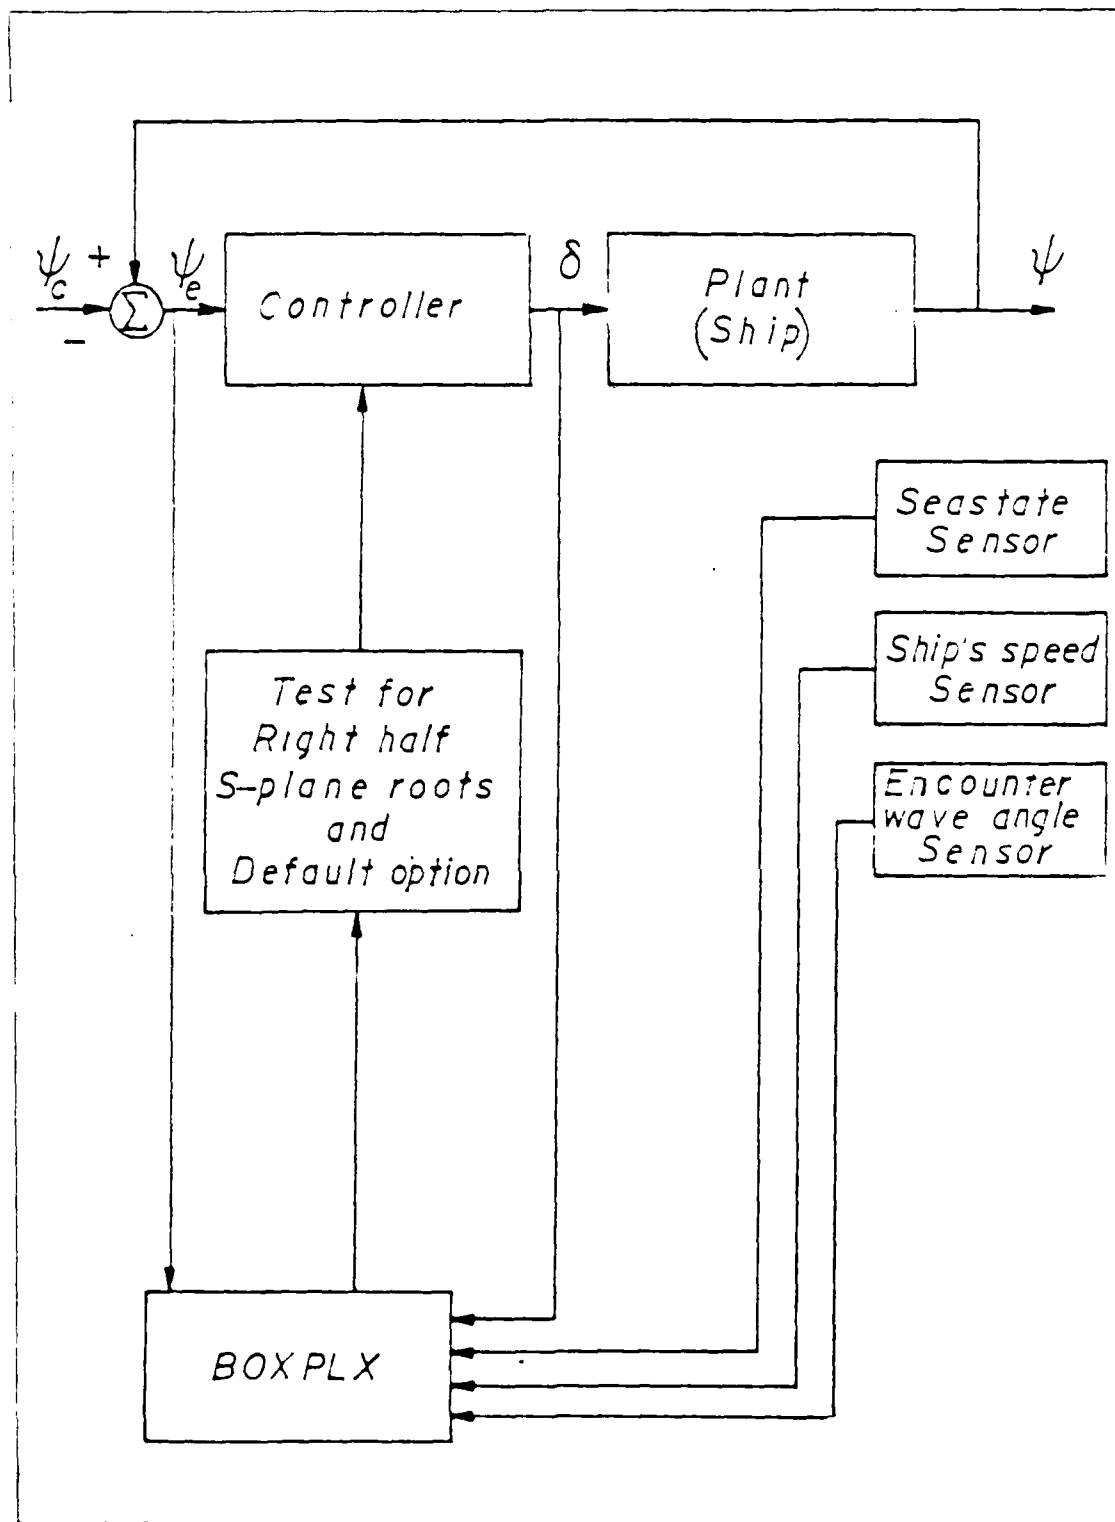 ψc + ψe δ ψ
Σ
−
Controller
Plant
(Ship)
Seastate
Sensor
Ship's speed
Sensor
Encounter
wave angle
Sensor
Test for
Right half
S-plane roots
and
Default option
BOXPLX